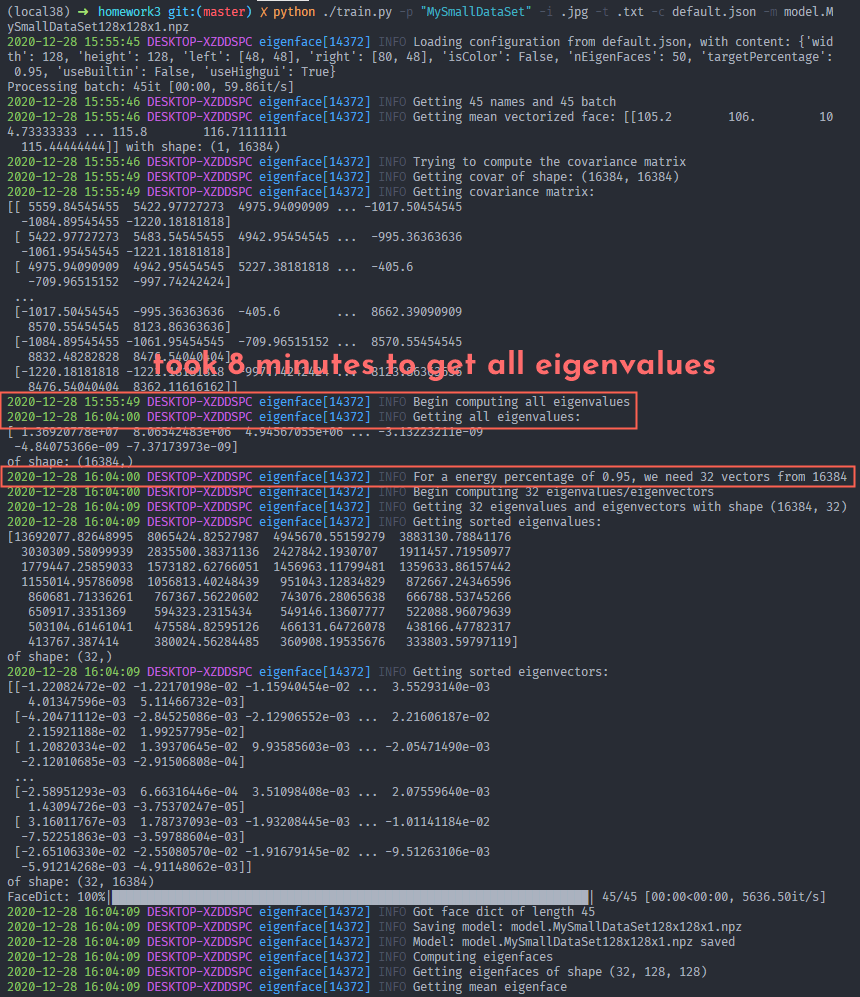 (local38) ➜ homework3 git:(master) ✗ python ./train.py -p "MySmallDataSet" -i .jpg -t .txt -c default.json -m model.M
ySmallDataSet128x128x1.npz
2020-12-28 15:55:45 DESKTOP-XZDDSPC eigenface[14372] INFO Loading configuration from default.json, with content: {'wid
th': 128, 'height': 128, 'left': [48, 48], 'right': [80, 48], 'isColor': False, 'nEigenFaces': 50, 'targetPercentage':
0.95, 'useBuiltin': False, 'useHighgui': True}
Processing batch: 45it [00:00, 59.86it/s]
2020-12-28 15:55:46 DESKTOP-XZDDSPC eigenface[14372] INFO Getting 45 names and 45 batch
2020-12-28 15:55:46 DESKTOP-XZDDSPC eigenface[14372] INFO Getting mean vectorized face: [[105.2 106. 10
4.73333333 ... 115.8 116.71111111
115.44444444]] with shape: (1, 16384)
2020-12-28 15:55:46 DESKTOP-XZDDSPC eigenface[14372] INFO Trying to compute the covariance matrix
2020-12-28 15:55:49 DESKTOP-XZDDSPC eigenface[14372] INFO Getting covar of shape: (16384, 16384)
2020-12-28 15:55:49 DESKTOP-XZDDSPC eigenface[14372] INFO Getting covariance matrix:
[[ 5559.84545455 5422.97727273 4975.94090909 ... -1017.50454545
-1084.89545455 -1220.18181818]
[ 5422.97727273 5483.54545455 4942.95454545 ... -995.36363636
-1061.95454545 -1221.18181818]
[ 4975.94090909 4942.95454545 5227.38181818 ... -405.6
-709.96515152 -997.74242424]
...
[-1017.50454545 -995.36363636 -405.6 ... 8662.39090909
8570.55454545 8123.86363636]
[-1084.89545455 -1061.95454545 -709.96515152 ... 8570.55454545
8832.48282828 8476.54040404]
took 8 minutes to get all eigenvalues
[-1220.18181818 -1221.18181818 -997.74242424 ... 8123.86363636
8476.54040404 8362.11616162]]
2020-12-28 15:55:49 DESKTOP-XZDDSPC eigenface[14372] INFO Begin computing all eigenvalues
2020-12-28 16:04:00 DESKTOP-XZDDSPC eigenface[14372] INFO Getting all eigenvalues:
[ 1.36920778e+07 8.06542483e+06 4.94567055e+06 ... -3.13223211e-09
-4.84075366e-09 -7.37173973e-09]
of shape: (16384,)
2020-12-28 16:04:00 DESKTOP-XZDDSPC eigenface[14372] INFO For a energy percentage of 0.95, we need 32 vectors from 16384
2020-12-28 16:04:00 DESKTOP-XZDDSPC eigenface[14372] INFO Begin computing 32 eigenvalues/eigenvectors
2020-12-28 16:04:09 DESKTOP-XZDDSPC eigenface[14372] INFO Getting 32 eigenvalues and eigenvectors with shape (16384, 32)
2020-12-28 16:04:09 DESKTOP-XZDDSPC eigenface[14372] INFO Getting sorted eigenvalues:
[13692077.82648995 8065424.82527987 4945670.55159279 3883130.78841176
3030309.58099939 2835500.38371136 2427842.1930707 1911457.71950977
1779447.25859033 1573182.62766051 1456963.11799481 1359633.86157442
1155014.95786098 1056813.40248439 951043.12834829 872667.24346596
860681.71336261 767367.56220602 743076.28065638 666788.53745266
650917.3351369 594323.2315434 549146.13607777 522088.96079639
503104.61461041 475584.82595126 466131.64726078 438166.47782317
413767.387414 380024.56284485 360908.19535676 333803.59797119]
of shape: (32,)
2020-12-28 16:04:09 DESKTOP-XZDDSPC eigenface[14372] INFO Getting sorted eigenvectors:
[[-1.22082472e-02 -1.22170198e-02 -1.15940454e-02 ... 3.55293140e-03
4.01347596e-03 5.11466732e-03]
[-4.20471112e-03 -2.84525086e-03 -2.12906552e-03 ... 2.21606187e-02
2.15921188e-02 1.99257795e-02]
[ 1.20820334e-02 1.39370645e-02 9.93585603e-03 ... -2.05471490e-03
-2.12010685e-03 -2.91506808e-04]
...
[-2.58951293e-03 6.66316446e-04 3.51098408e-03 ... 2.07559640e-03
1.43094726e-03 -3.75370247e-05]
[ 3.16011767e-03 1.78737093e-03 -1.93208445e-03 ... -1.01141184e-02
-7.52251863e-03 -3.59788604e-03]
[-2.65106330e-02 -2.55080570e-02 -1.91679145e-02 ... -9.51263106e-03
-5.91214268e-03 -4.91148062e-03]]
of shape: (32, 16384)
FaceDict: 100%| | 45/45 [00:00<00:00, 5636.50it/s]
2020-12-28 16:04:09 DESKTOP-XZDDSPC eigenface[14372] INFO Got face dict of length 45
2020-12-28 16:04:09 DESKTOP-XZDDSPC eigenface[14372] INFO Saving model: model.MySmallDataSet128x128x1.npz
2020-12-28 16:04:09 DESKTOP-XZDDSPC eigenface[14372] INFO Model: model.MySmallDataSet128x128x1.npz saved
2020-12-28 16:04:09 DESKTOP-XZDDSPC eigenface[14372] INFO Computing eigenfaces
2020-12-28 16:04:09 DESKTOP-XZDDSPC eigenface[14372] INFO Getting eigenfaces of shape (32, 128, 128)
2020-12-28 16:04:09 DESKTOP-XZDDSPC eigenface[14372] INFO Getting mean eigenface